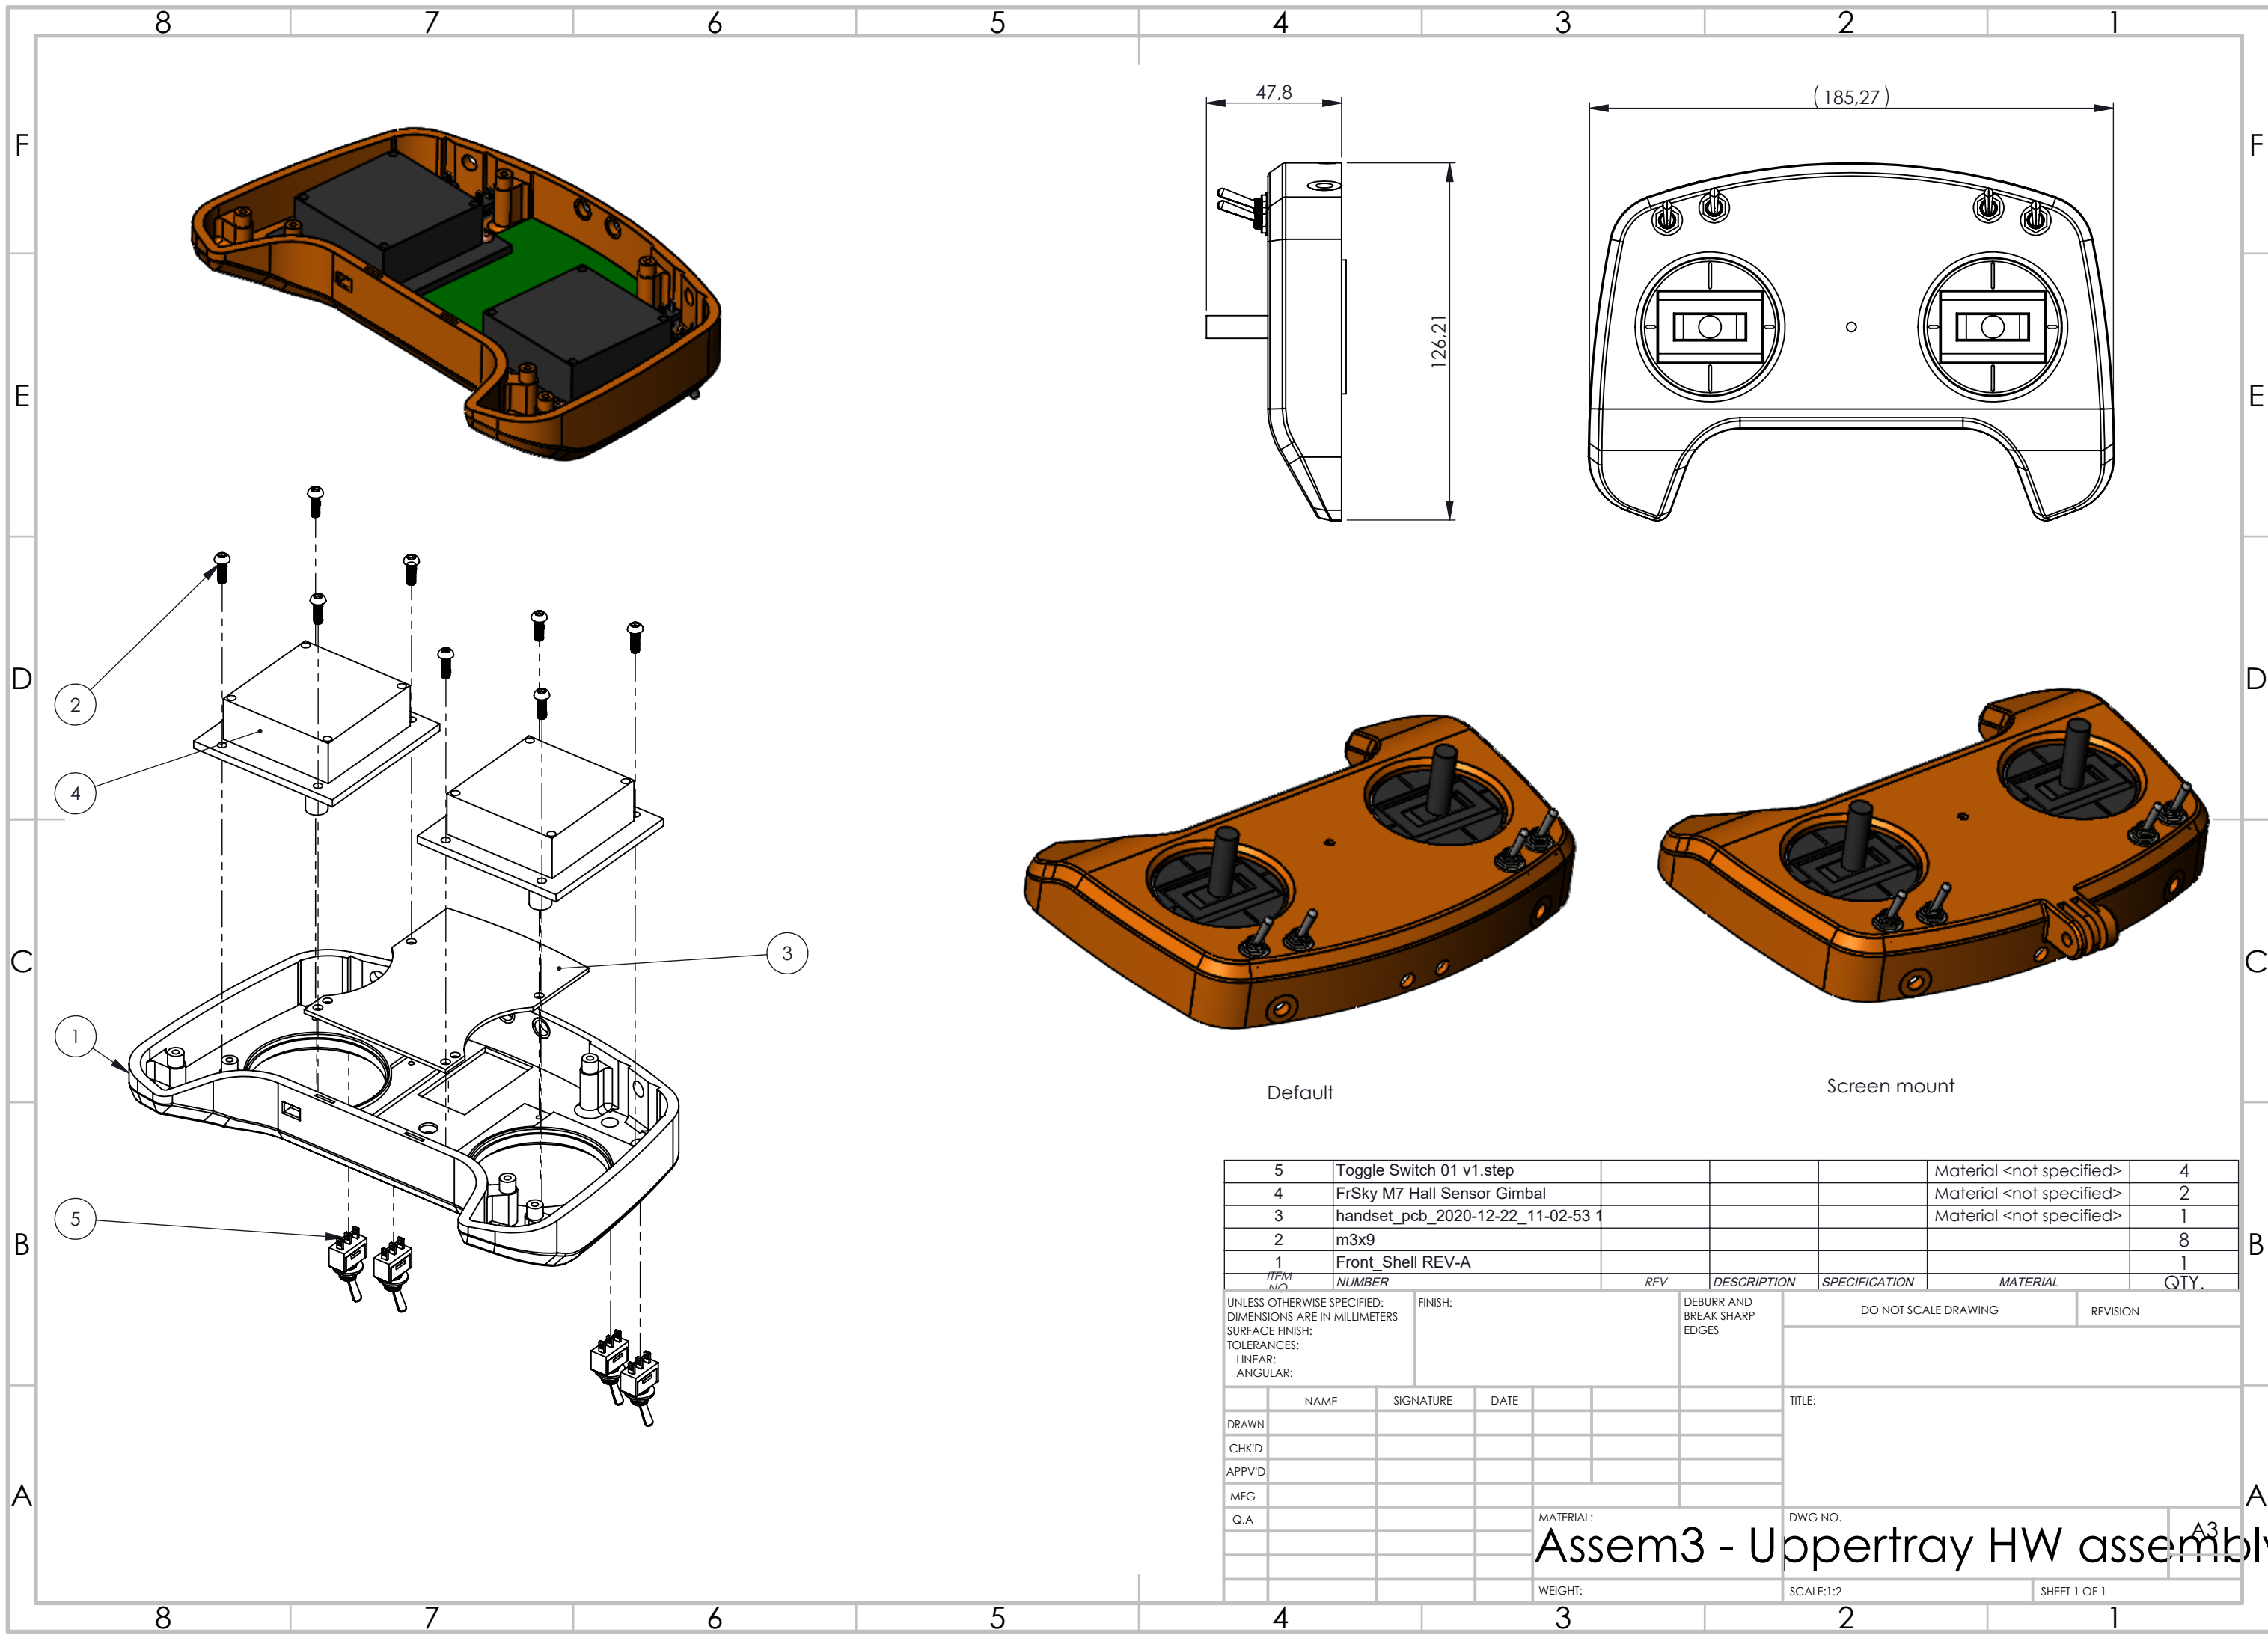 8 7 6 5 4 3 2 1
F F
E E
D D
C C
B B
A A
47,8
(185,27)
126,21
2
4
3
1
5
Default
Screen mount
5 Toggle Switch 01 v1.step Material <not specified> 4
4 FrSky M7 Hall Sensor Gimbal Material <not specified> 2
3 handset_pcb_2020-12-22_11-02-53 1 Material <not specified> 1
2 m3x9 8
1 Front_Shell REV-A 1
ITEM NO. NUMBER REV DESCRIPTION SPECIFICATION MATERIAL QTY.
UNLESS OTHERWISE SPECIFIED:
DIMENSIONS ARE IN MILLIMETERS
SURFACE FINISH:
TOLERANCES:
LINEAR:
ANGULAR:
FINISH:
DEBURR AND
BREAK SHARP
EDGES
DO NOT SCALE DRAWING
REVISION
NAME SIGNATURE DATE
TITLE:
DRAWN
CHK'D
APPV'D
MFG
Q.A
MATERIAL:
DWG NO.
Assem3 - Uppertray HW assembly
A3
WEIGHT:
SCALE:1:2
SHEET 1 OF 1
8 7 6 5 4 3 2 1